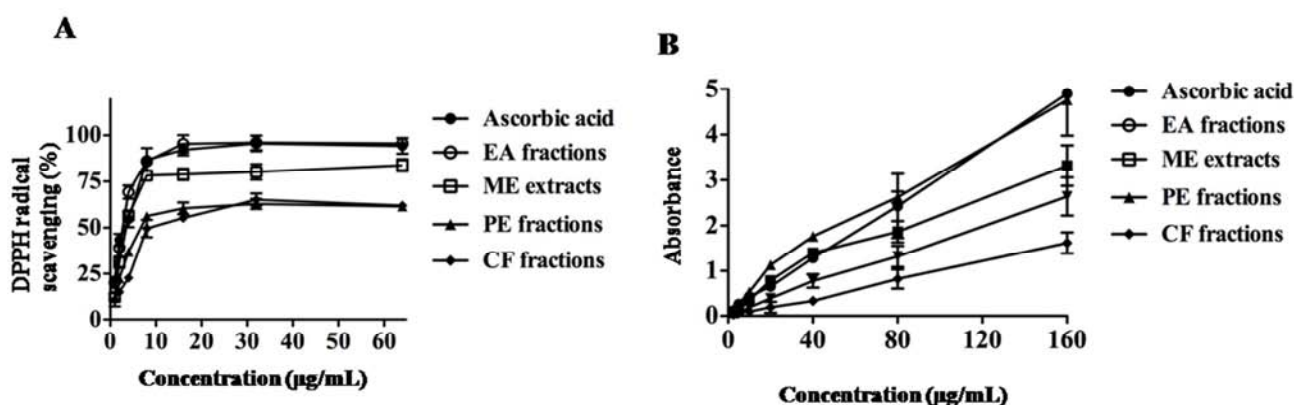 A
DPPH radical
scavenging (%)
100
75
50
25
0
0 10 20 30 40 50 60
Concentration (µg/mL)
Ascorbic acid
EA fractions
ME extracts
PE fractions
CF fractions
B
Absorbance
5
4
3
2
1
0
0 40 80 120 160
Concentration (µg/mL)
Ascorbic acid
EA fractions
ME extracts
PE fractions
CF fractions